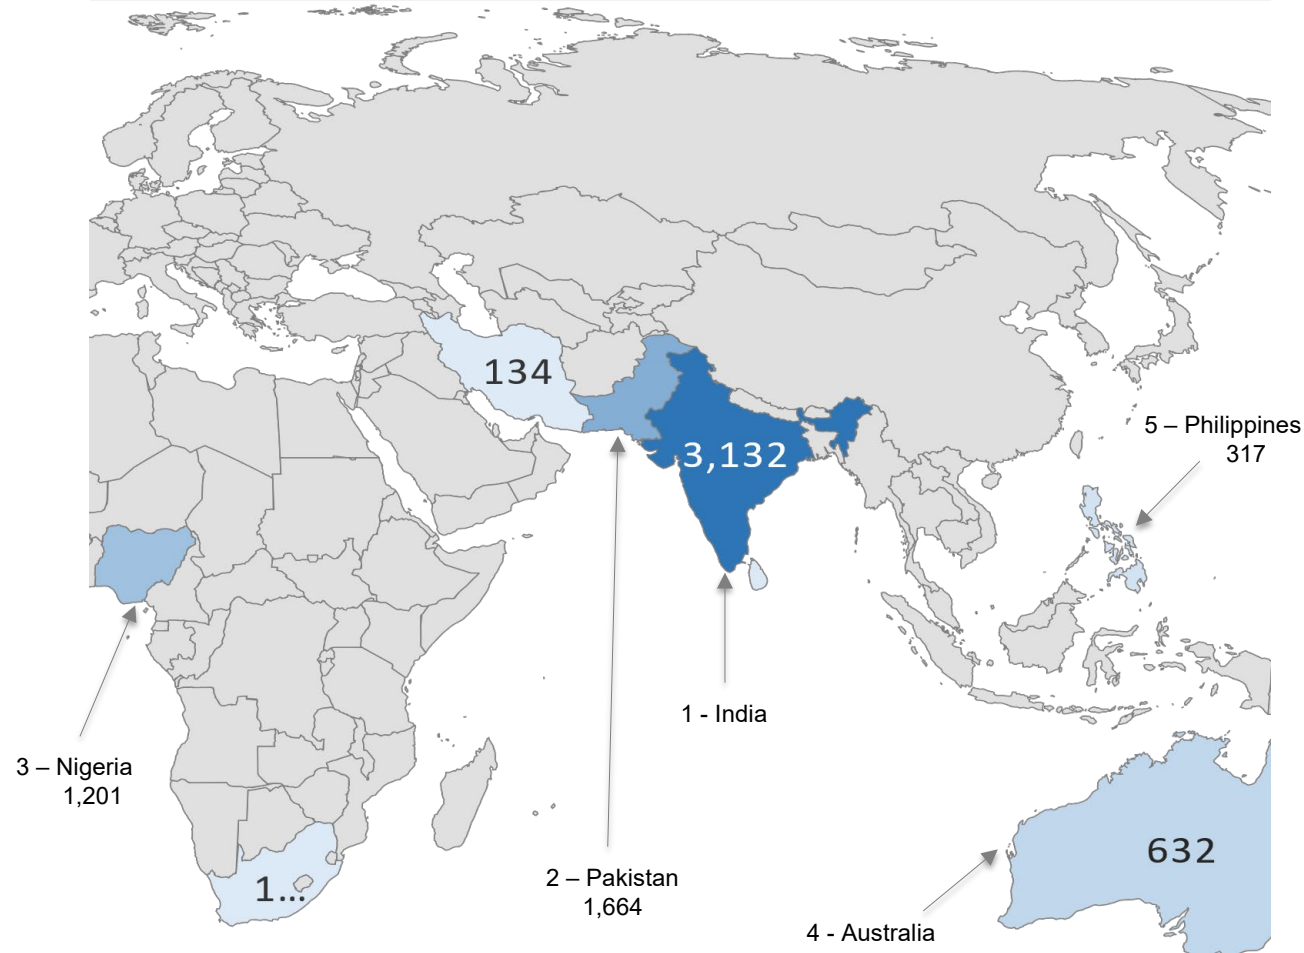 134
3,132
5 – Philippines
317
1 - India
3 – Nigeria
1,201
632
1...
2 – Pakistan
1,664
4 - Australia